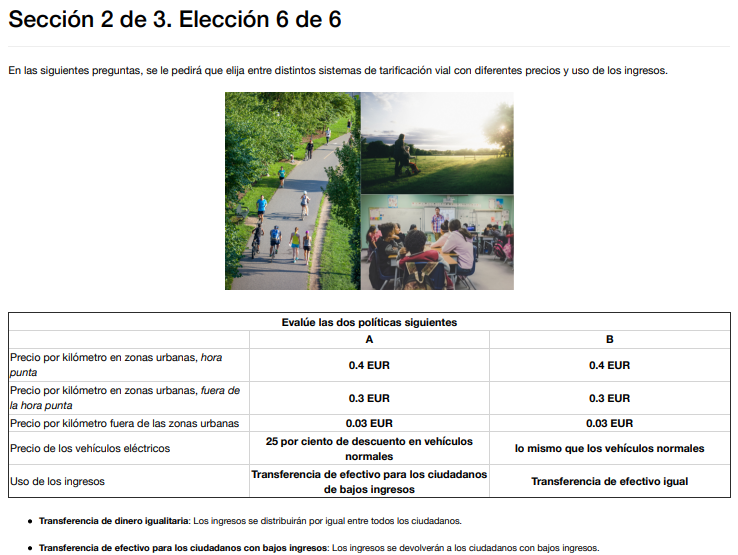 Sección 2 de 3. Elección 6 de 6
En las siguientes preguntas, se le pedirá que elija entre distintos sistemas de tarificación vial con diferentes precios y uso de los ingresos.
Evalúe las dos políticas siguientes
A B
Precio por kilómetro en zonas urbanas, hora
punta
0.4 EUR 0.4 EUR
Precio por kilómetro en zonas urbanas, fuera de
la hora punta
0.3 EUR 0.3 EUR
Precio por kilómetro fuera de las zonas urbanas 0.03 EUR 0.03 EUR
Precio de los vehículos eléctricos
25 por ciento de descuento en vehículos
normales
lo mismo que los vehículos normales
Uso de los ingresos
Transferencia de efectivo para los ciudadanos
de bajos ingresos
Transferencia de efectivo igual
• Transferencia de dinero igualitaria: Los ingresos se distribuirán por igual entre todos los ciudadanos.
• Transferencia de efectivo para los ciudadanos con bajos ingresos: Los ingresos se devolverán a los ciudadanos con bajos ingresos.